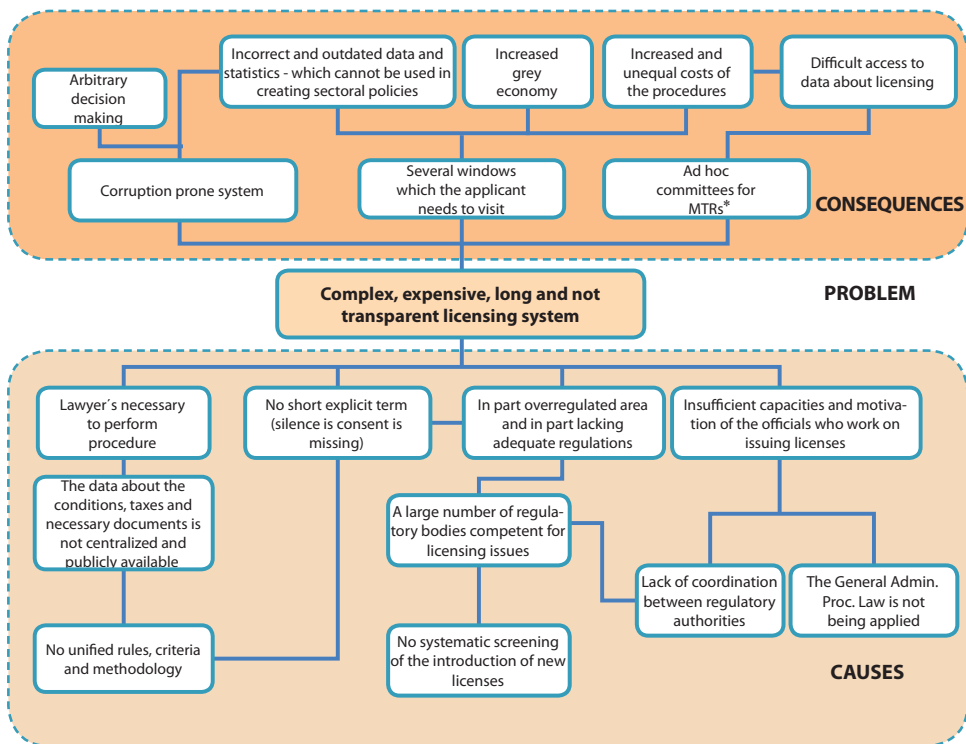 Arbitrary
decision
making
Incorrect and outdated data and
statistics - which cannot be used in
creating sectoral policies
Increased
grey
economy
Increased and
unequal costs of
the procedures
Difficult access to
data about licensing
Corruption prone system
Several windows
which the applicant
needs to visit
Ad hoc
committees for
MTRs*
CONSEQUENCES
Complex, expensive, long and not
transparent licensing system
PROBLEM
Lawyer´s necessary
to perform
procedure
No short explicit term
(silence is consent is
missing)
In part overregulated area
and in part lacking
adequate regulations
Insufficient capacities and motiva-
tion of the officials who work on
issuing licenses
The data about the
conditions, taxes and
necessary documents is
not centralized and
publicly available
A large number of regu-
latory bodies competent for
licensing issues
Lack of coordination
between regulatory
authorities
The General Admin.
Proc. Law is not
being applied
No unified rules, criteria
and methodology
No systematic screening
of the introduction of new
licenses
CAUSES